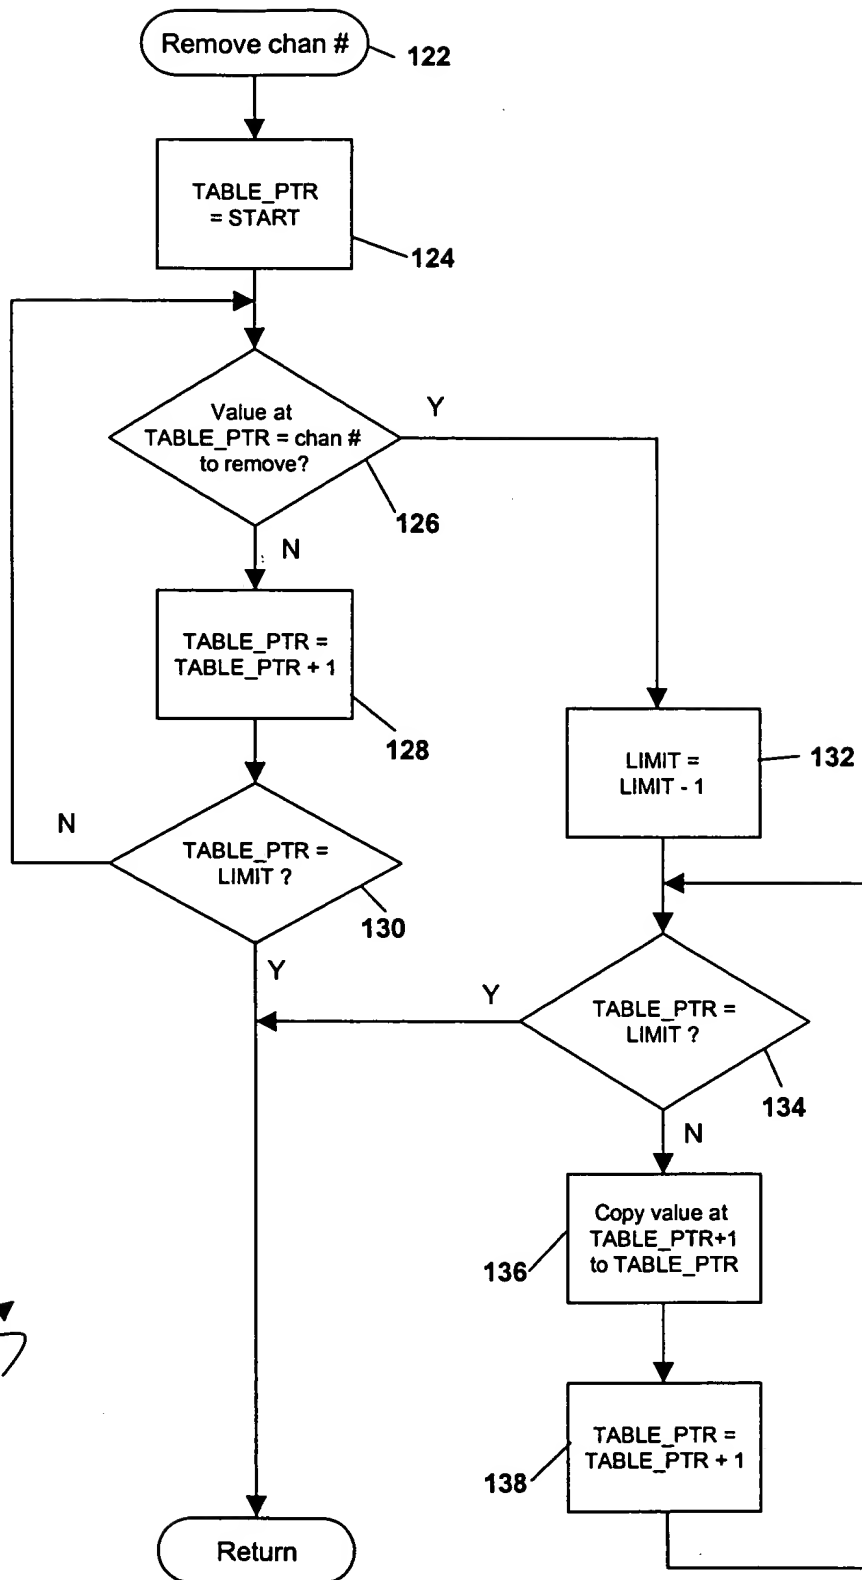 Remove chan #
122
TABLE_PTR
= START
124
Value at
TABLE_PTR = chan #
to remove?
Y
126
N
TABLE_PTR =
TABLE_PTR + 1
128
LIMIT =
LIMIT - 1
132
N
TABLE_PTR =
LIMIT ?
130
Y
Y
TABLE_PTR =
LIMIT ?
134
N
Copy value at
TABLE_PTR+1
to TABLE_PTR
136
TABLE_PTR =
TABLE_PTR + 1
138
Return